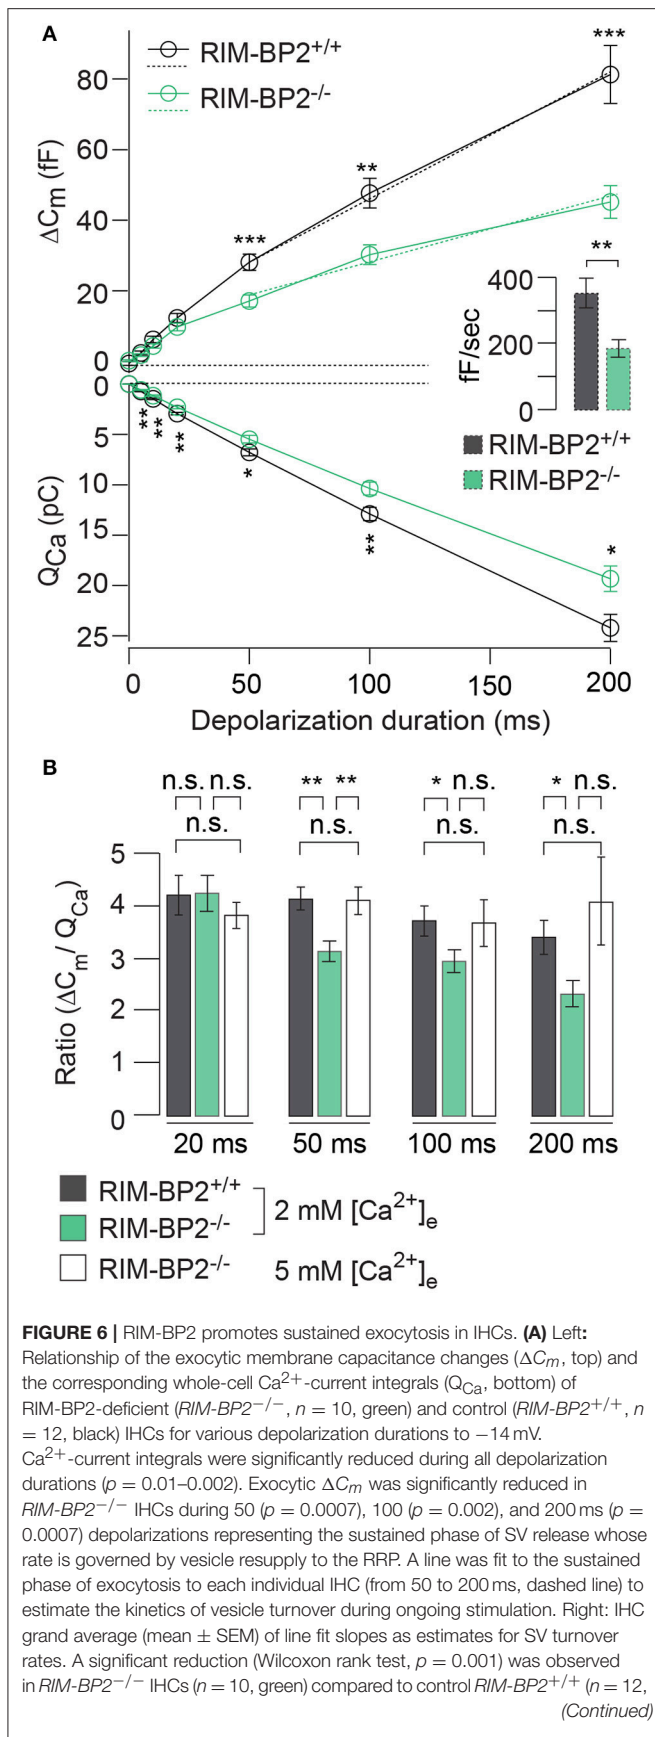 A
RIM-BP2+/+
RIM-BP2-/-
***
**
***
80
60
40
20
0
ΔCm (fF)
**
400
200
0
fF/sec
RIM-BP2+/+
RIM-BP2-/-
0
5
10
15
20
25
QCa (pC)
** ** ** * ** *
0 50 100 150 200
Depolarization duration (ms)
B
n.s. n.s. ** ** * n.s. * n.s.
n.s. n.s. n.s. n.s.
5
4
3
2
1
0
Ratio (ΔCm/ QCa)
20 ms 50 ms 100 ms 200 ms
RIM-BP2+/+
RIM-BP2-/-
2 mM [Ca2+]e
RIM-BP2-/- 5 mM [Ca2+]e
FIGURE 6 | RIM-BP2 promotes sustained exocytosis in IHCs. (A) Left:
Relationship of the exocytic membrane capacitance changes (ΔCm, top) and
the corresponding whole-cell Ca2+-current integrals (QCa, bottom) of
RIM-BP2-deficient (RIM-BP2−/−, n = 10, green) and control (RIM-BP2+/+, n
= 12, black) IHCs for various depolarization durations to −14 mV.
Ca2+-current integrals were significantly reduced during all depolarization
durations (p = 0.01–0.002). Exocytic ΔCm was significantly reduced in
RIM-BP2−/− IHCs during 50 (p = 0.0007), 100 (p = 0.002), and 200 ms (p =
0.0007) depolarizations representing the sustained phase of SV release whose
rate is governed by vesicle resupply to the RRP. A line was fit to the sustained
phase of exocytosis to each individual IHC (from 50 to 200 ms, dashed line) to
estimate the kinetics of vesicle turnover during ongoing stimulation. Right: IHC
grand average (mean ± SEM) of line fit slopes as estimates for SV turnover
rates. A significant reduction (Wilcoxon rank test, p = 0.001) was observed
in RIM-BP2−/− IHCs (n = 10, green) compared to control RIM-BP2+/+ (n = 12,
(Continued)